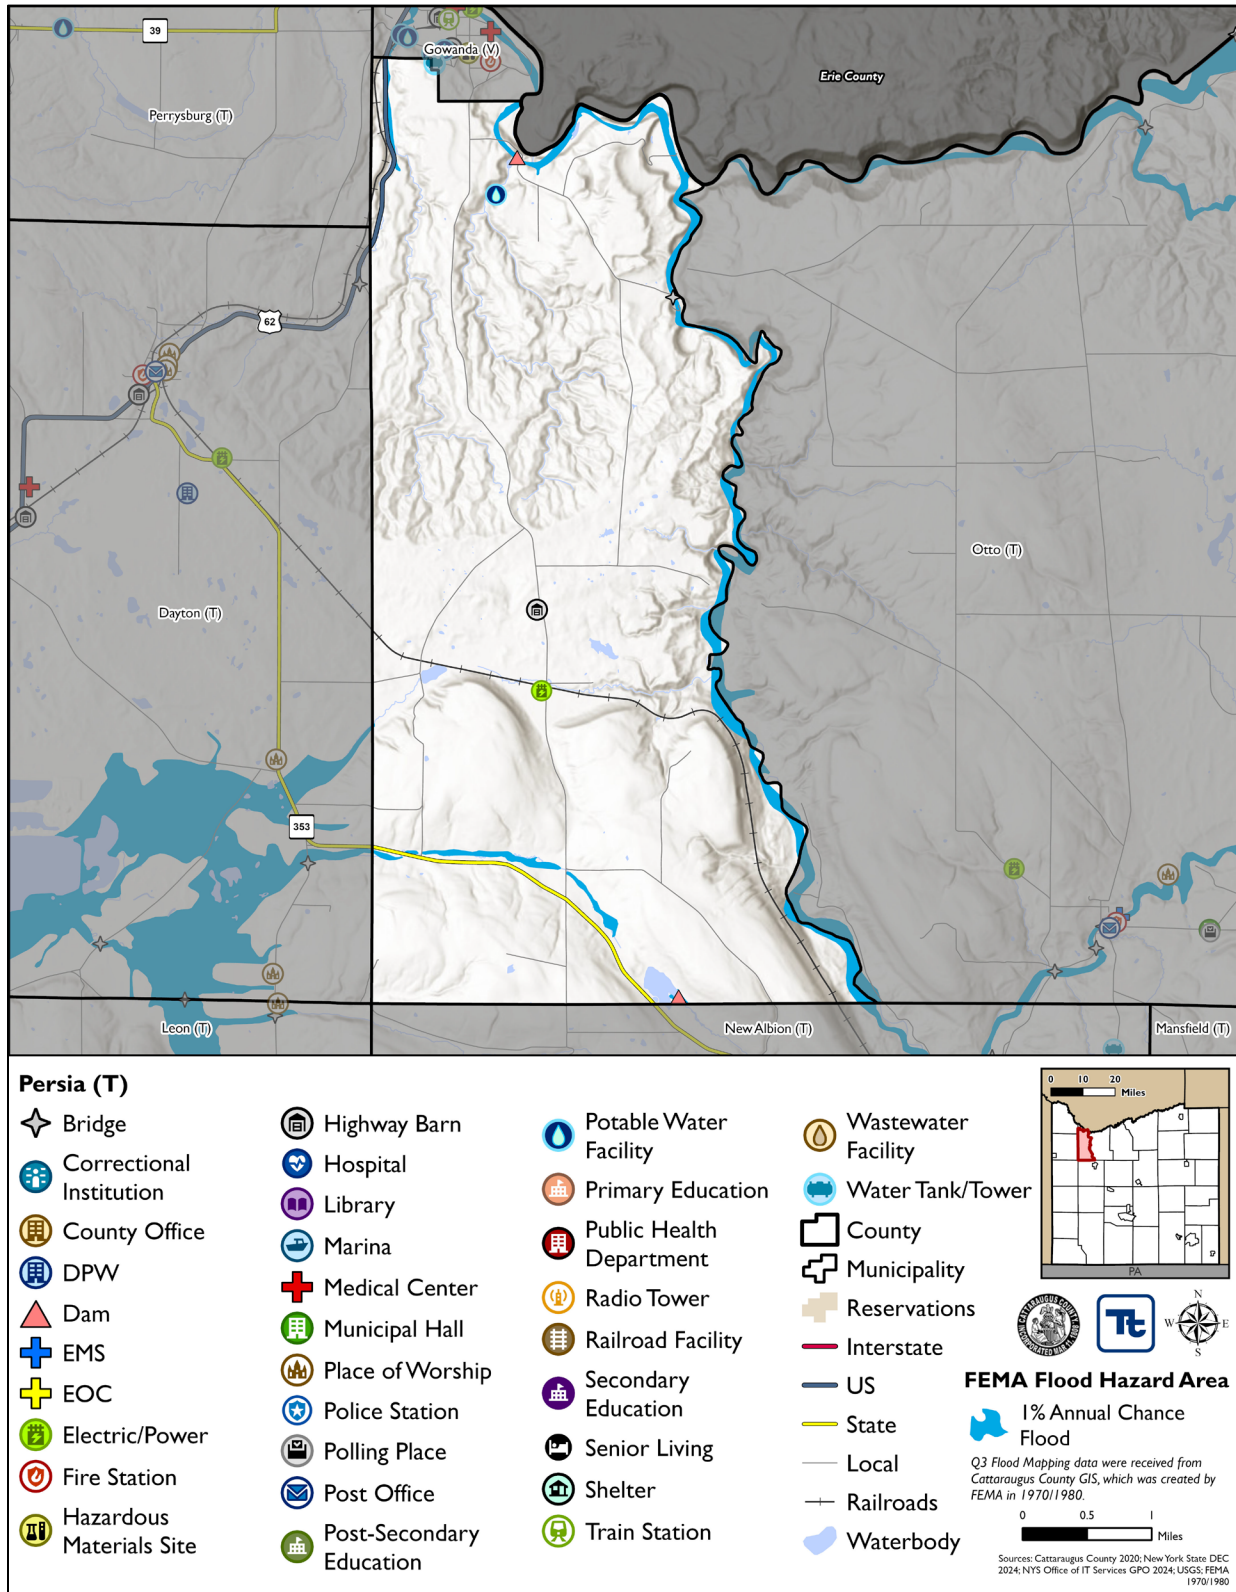 39
Gowanda (V)
Erie County
Perrysburg (T)
62
Otto (T)
Dayton (T)
353
Leon (T)
New Albion (T)
Mansfield (T)
Persia (T)
Bridge
Correctional
Institution
County Office
DPW
Dam
EMS
EOC
Electric/Power
Fire Station
Hazardous
Materials Site
Highway Barn
Hospital
Library
Marina
Medical Center
Municipal Hall
Place of Worship
Police Station
Polling Place
Post Office
Post-Secondary
Education
Potable Water
Facility
Primary Education
Public Health
Department
Radio Tower
Railroad Facility
Secondary
Education
Senior Living
Shelter
Train Station
Wastewater
Facility
Water Tank/Tower
County
Municipality
Reservations
Interstate
US
State
Local
Railroads
Waterbody
0 10 20
Miles
PA
Tt
N
W E
S
FEMA Flood Hazard Area
1% Annual Chance
Flood
Q3 Flood Mapping data were received from
Cattaraugus County GIS, which was created by
FEMA in 1970/1980.
0 0.5 1
Miles
Sources: Cattaraugus County 2020; New York State DEC
2024; NYS Office of IT Services GPO 2024; USGS; FEMA
1970/1980